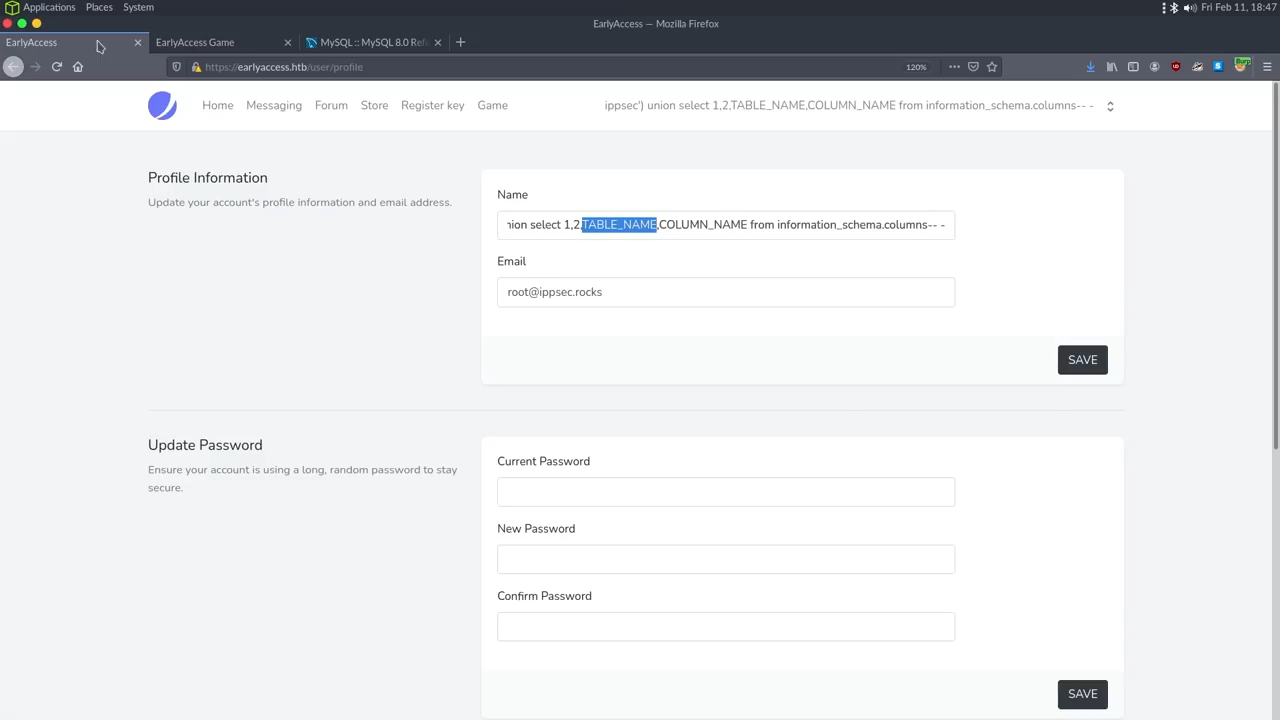 Applications Places System Fri Feb 11, 18:47
EarlyAccess — Mozilla Firefox
EarlyAccess EarlyAccess Game MySQL :: MySQL 8.0 Refe
https://earlyaccess.htb/user/profile 120%
Home Messaging Forum Store Register key Game ippsec') union select 1,2,TABLE_NAME,COLUMN_NAME from information_schema.columns-- -
Profile Information
Update your account's profile information and email address.
Name
nion select 1,2,TABLE_NAME,COLUMN_NAME from information_schema.columns-- -
Email
root@ippsec.rocks
SAVE
Update Password
Ensure your account is using a long, random password to stay
secure.
Current Password
New Password
Confirm Password
SAVE